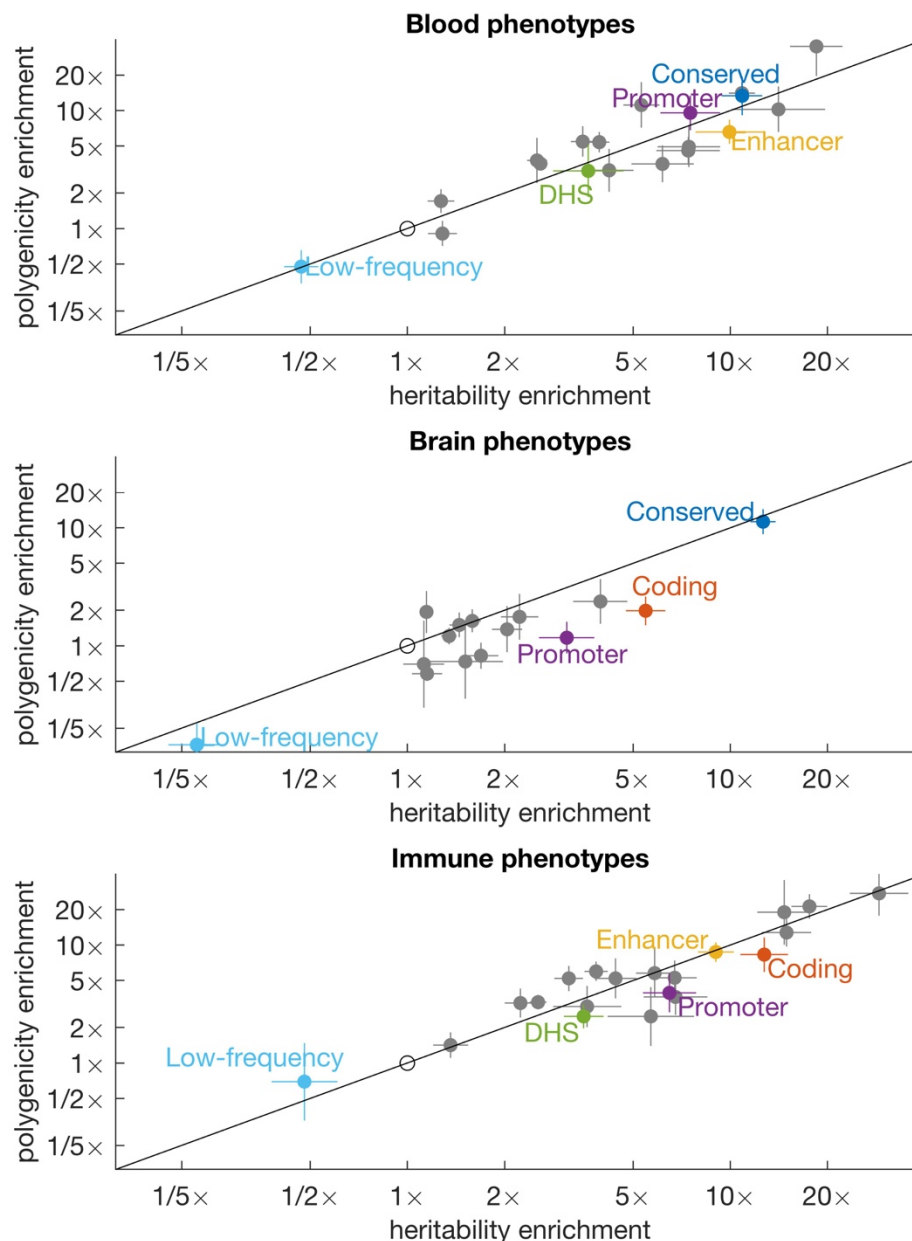 Blood phenotypes
polygenicity enrichment
20×
10×
5×
2×
1×
1/2×
1/5×
Conserved
Promoter
Enhancer
DHS
Low-frequency
1/5× 1/2× 1× 2× 5× 10× 20×
heritability enrichment
Brain phenotypes
polygenicity enrichment
20×
10×
5×
2×
1×
1/2×
1/5×
Conserved
Coding
Promoter
Low-frequency
1/5× 1/2× 1× 2× 5× 10× 20×
heritability enrichment
Immune phenotypes
polygenicity enrichment
20×
10×
5×
2×
1×
1/2×
1/5×
Enhancer
Coding
Promoter
DHS
Low-frequency
1/5× 1/2× 1× 2× 5× 10× 20×
heritability enrichment